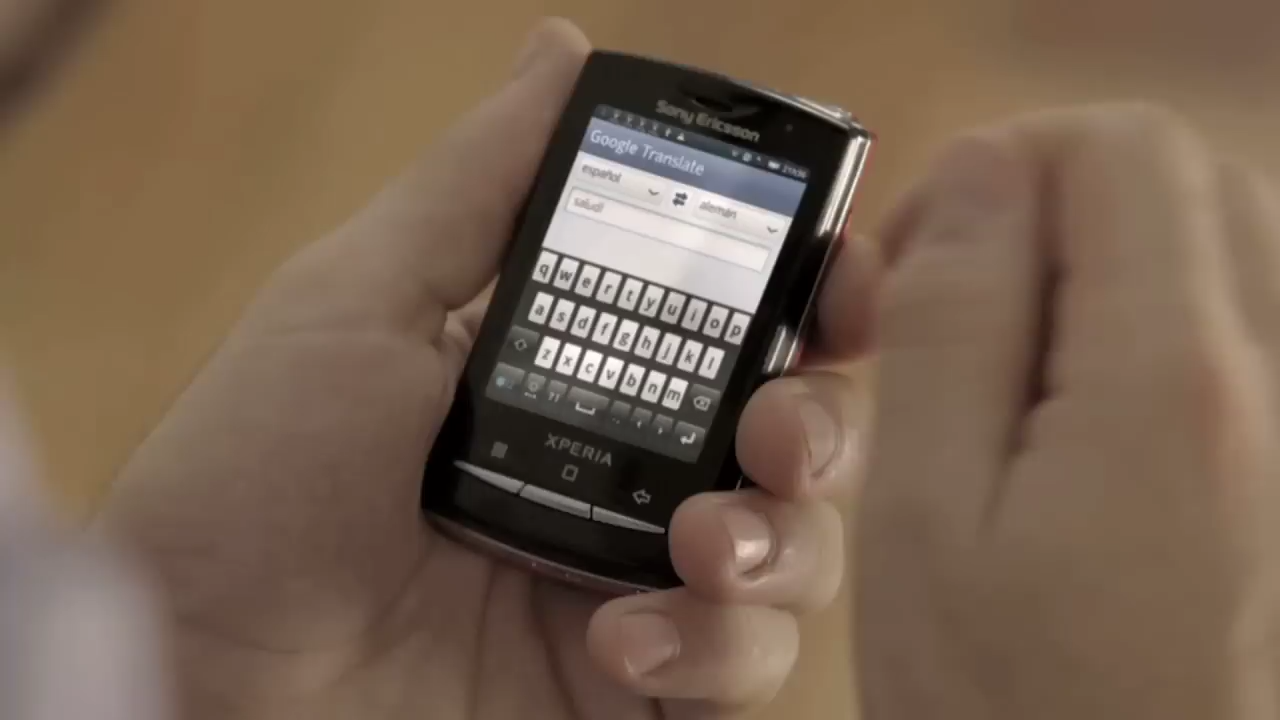 Sony Ericsson
Google Translate
español
alemán
salud!
q w e r t y u i o p
a s d f g h j k l
z x c v b n m
?!
XPERIA